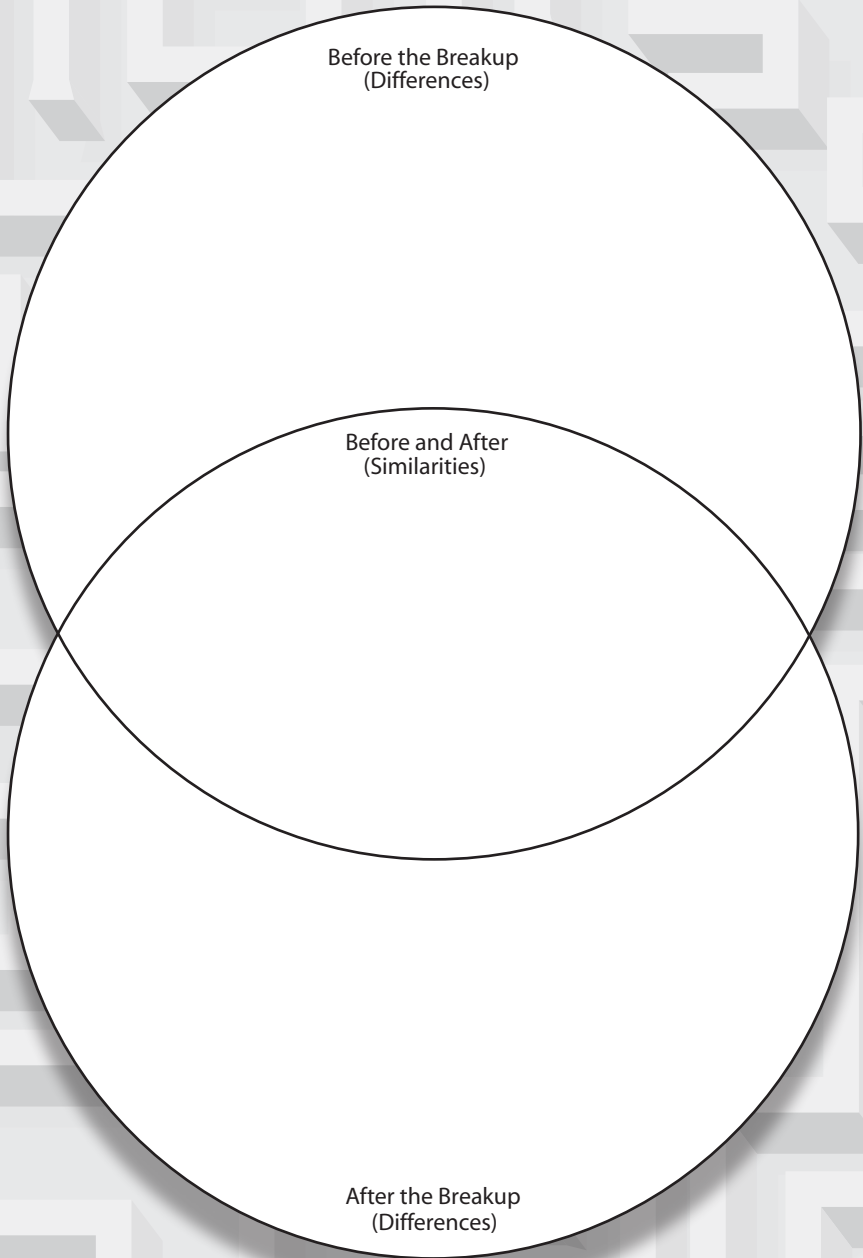 Before the Breakup
(Differences)
Before and After
(Similarities)
After the Breakup
(Differences)